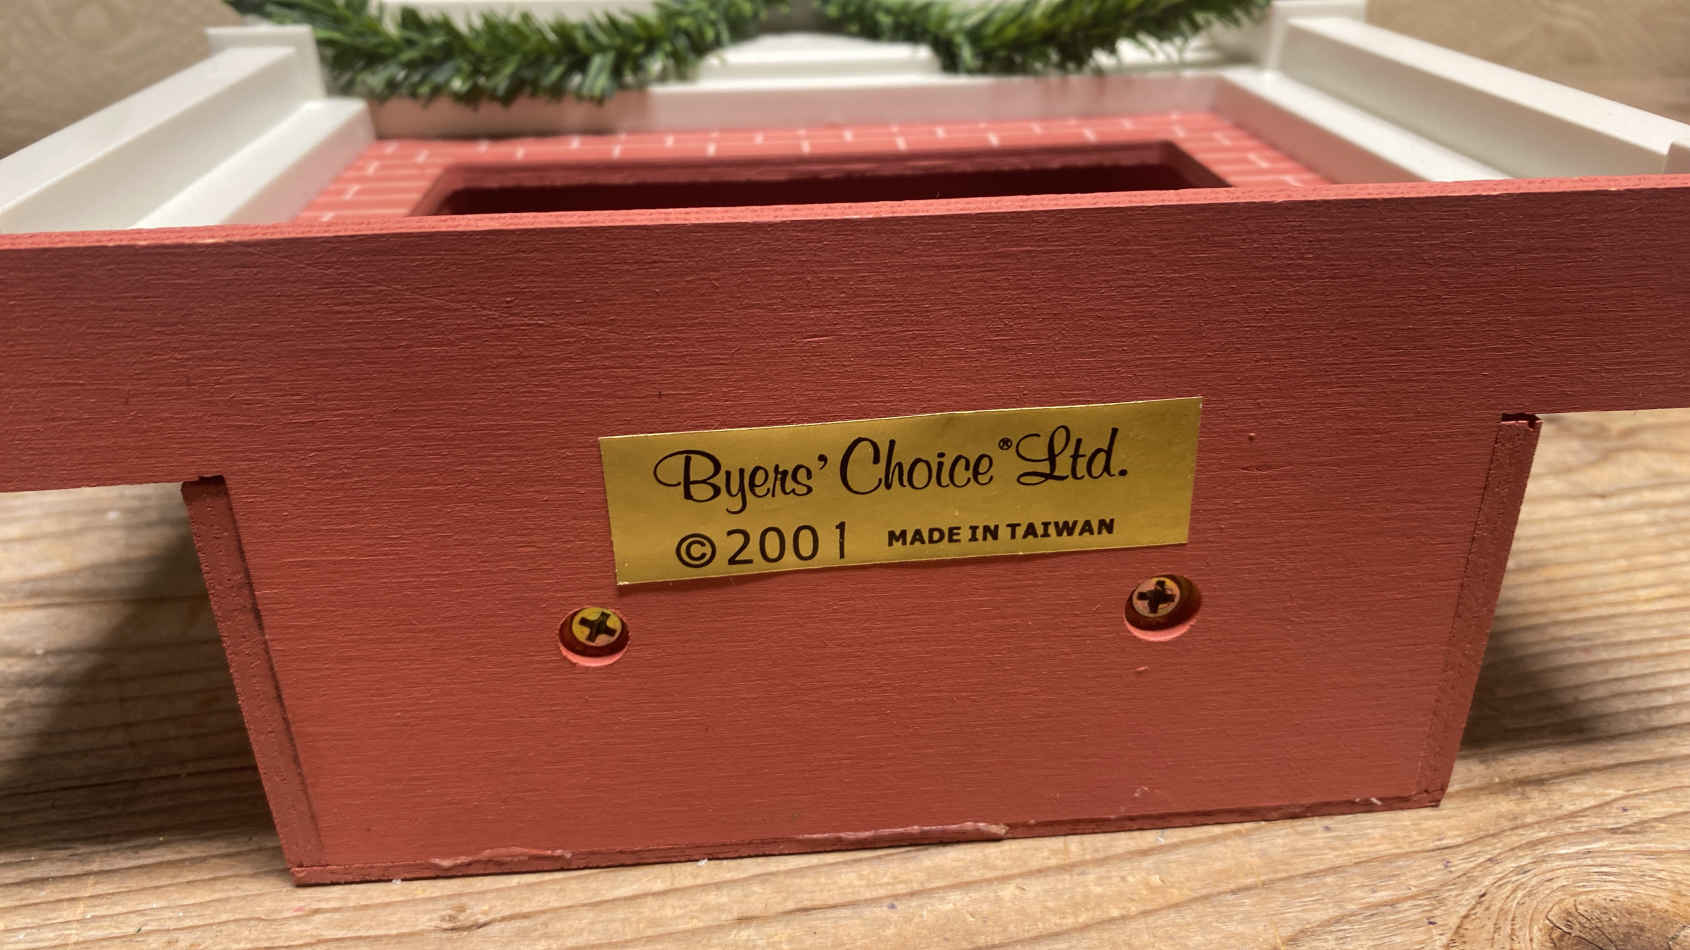 Byers' Choice® Ltd.
©2001 MADE IN TAIWAN